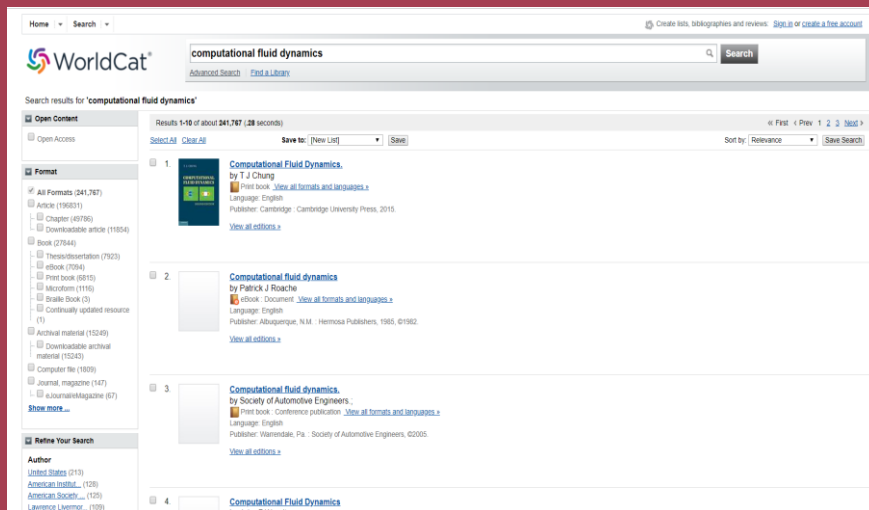 Home Search
Create lists, bibliographies and reviews: Sign in or create a free account
WorldCat®
computational fluid dynamics
Search
Advanced Search Find a Library
Search results for 'computational fluid dynamics'
Open Content
Open Access
Format
All Formats (241,767)
Article (196831)
Chapter (49786)
Downloadable article (11854)
Book (27844)
Thesis/dissertation (7923)
eBook (7094)
Print book (6815)
Microform (1116)
Braille Book (3)
Continually updated resource
(1)
Archival material (15249)
Downloadable archival
material (15243)
Computer file (1809)
Journal, magazine (147)
eJournal/eMagazine (67)
Show more ...
Refine Your Search
Author
United States (213)
American Institut... (128)
American Society ... (125)
Lawrence Livermor... (109)
Results 1-10 of about 241,767 (.28 seconds)
« First < Prev 1 2 3 Next >
Select All Clear All
Save to: [New List] Save
Sort by: Relevance Save Search
1.
COMPUTATIONAL
FLUID DYNAMICS
Computational Fluid Dynamics.
by T J Chung
Print book View all formats and languages »
Language: English
Publisher: Cambridge : Cambridge University Press, 2015.
View all editions »
2.
Computational fluid dynamics
by Patrick J Roache
eBook : Document View all formats and languages »
Language: English
Publisher: Albuquerque, N.M. : Hermosa Publishers, 1985, ©1982.
View all editions »
3.
Computational fluid dynamics.
by Society of Automotive Engineers.;
Print book : Conference publication View all formats and languages »
Language: English
Publisher: Warrendale, Pa. : Society of Automotive Engineers, ©2005.
View all editions »
4.
Computational Fluid Dynamics